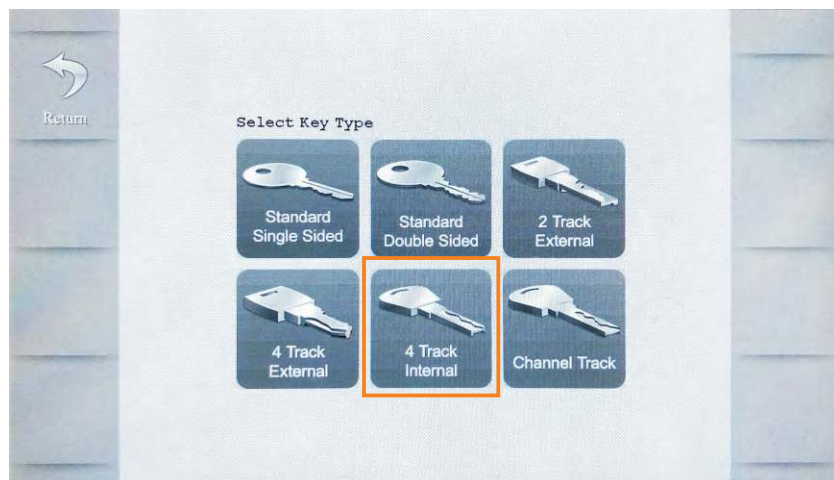 Return
Select Key Type
Standard
Single Sided
Standard
Double Sided
2 Track
External
4 Track
External
4 Track
Internal
Channel Track